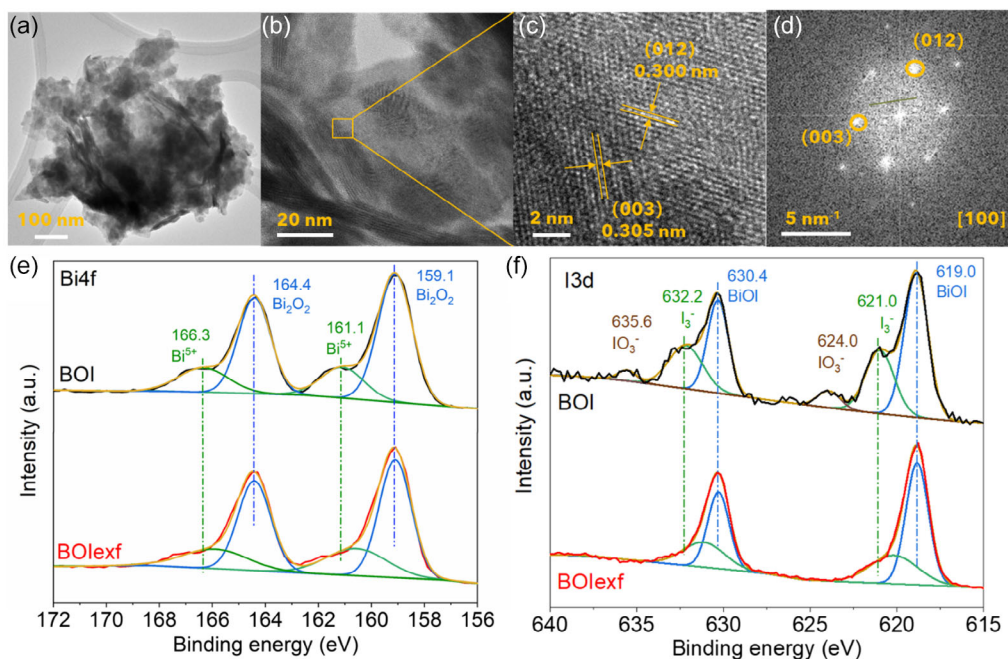 (a)
100 nm
(b)
20 nm
(c)
(012)
0.300 nm
(003)
0.305 nm
2 nm
(d)
(012)
(003)
5 nm⁻¹
[100]
(e)
Bi4f
164.4
Bi₂O₂
159.1
Bi₂O₂
166.3
Bi⁵⁺
161.1
Bi⁵⁺
BOI
BOIexf
Intensity (a.u.)
172 170 168 166 164 162 160 158 156
Binding energy (eV)
(f)
I3d
630.4
BiOI
619.0
BiOI
632.2
I₃⁻
621.0
I₃⁻
635.6
IO₃⁻
624.0
IO₃⁻
BOI
BOIexf
Intensity (a.u.)
640 635 630 625 620 615
Binding energy (eV)